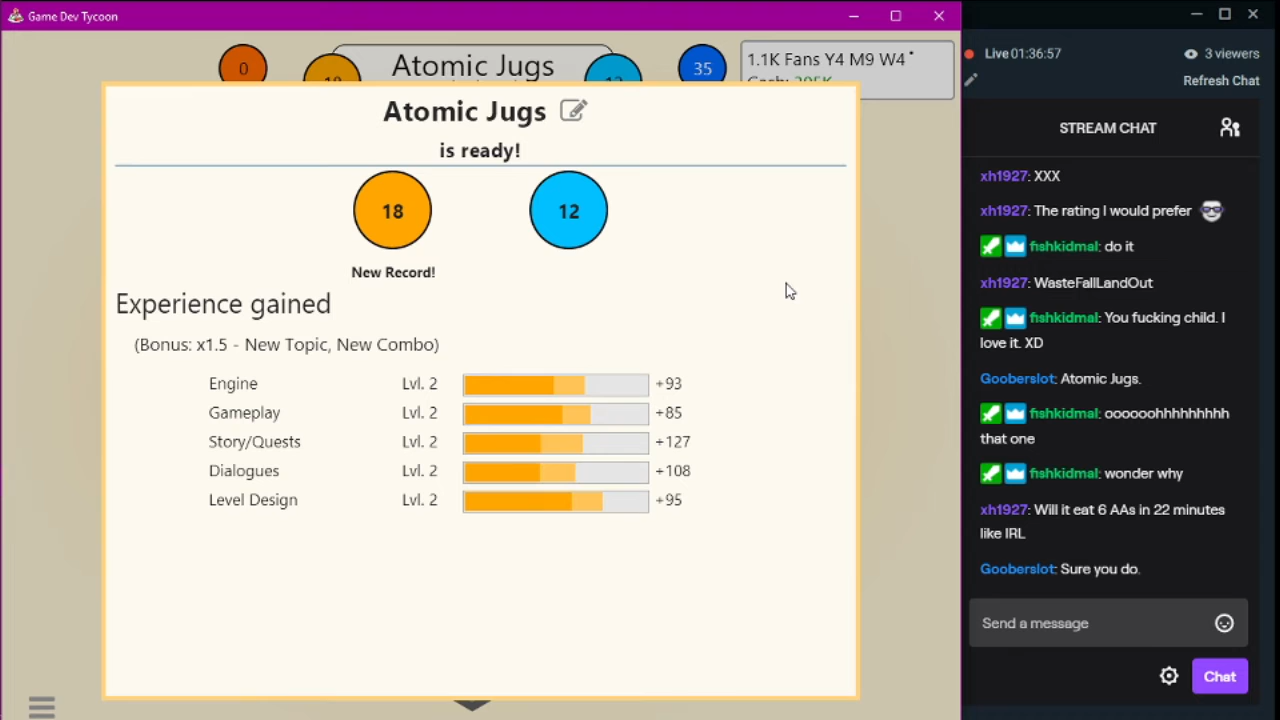 Game Dev Tycoon
0
Atomic Jugs
35
1.1K Fans Y4 M9 W4
Atomic Jugs
is ready!
18
12
New Record!
Experience gained
(Bonus: x1.5 - New Topic, New Combo)
Engine Lvl. 2 +93
Gameplay Lvl. 2 +85
Story/Quests Lvl. 2 +127
Dialogues Lvl. 2 +108
Level Design Lvl. 2 +95
Live 01:36:57
3 viewers
Refresh Chat
STREAM CHAT
xh1927: XXX
xh1927: The rating I would prefer
fishkidmal: do it
xh1927: WasteFallLandOut
fishkidmal: You fucking child. I
love it. XD
Gooberslot: Atomic Jugs.
fishkidmal: oooooohhhhhhhhh
that one
fishkidmal: wonder why
xh1927: Will it eat 6 AAs in 22 minutes
like IRL
Gooberslot: Sure you do.
Send a message
Chat